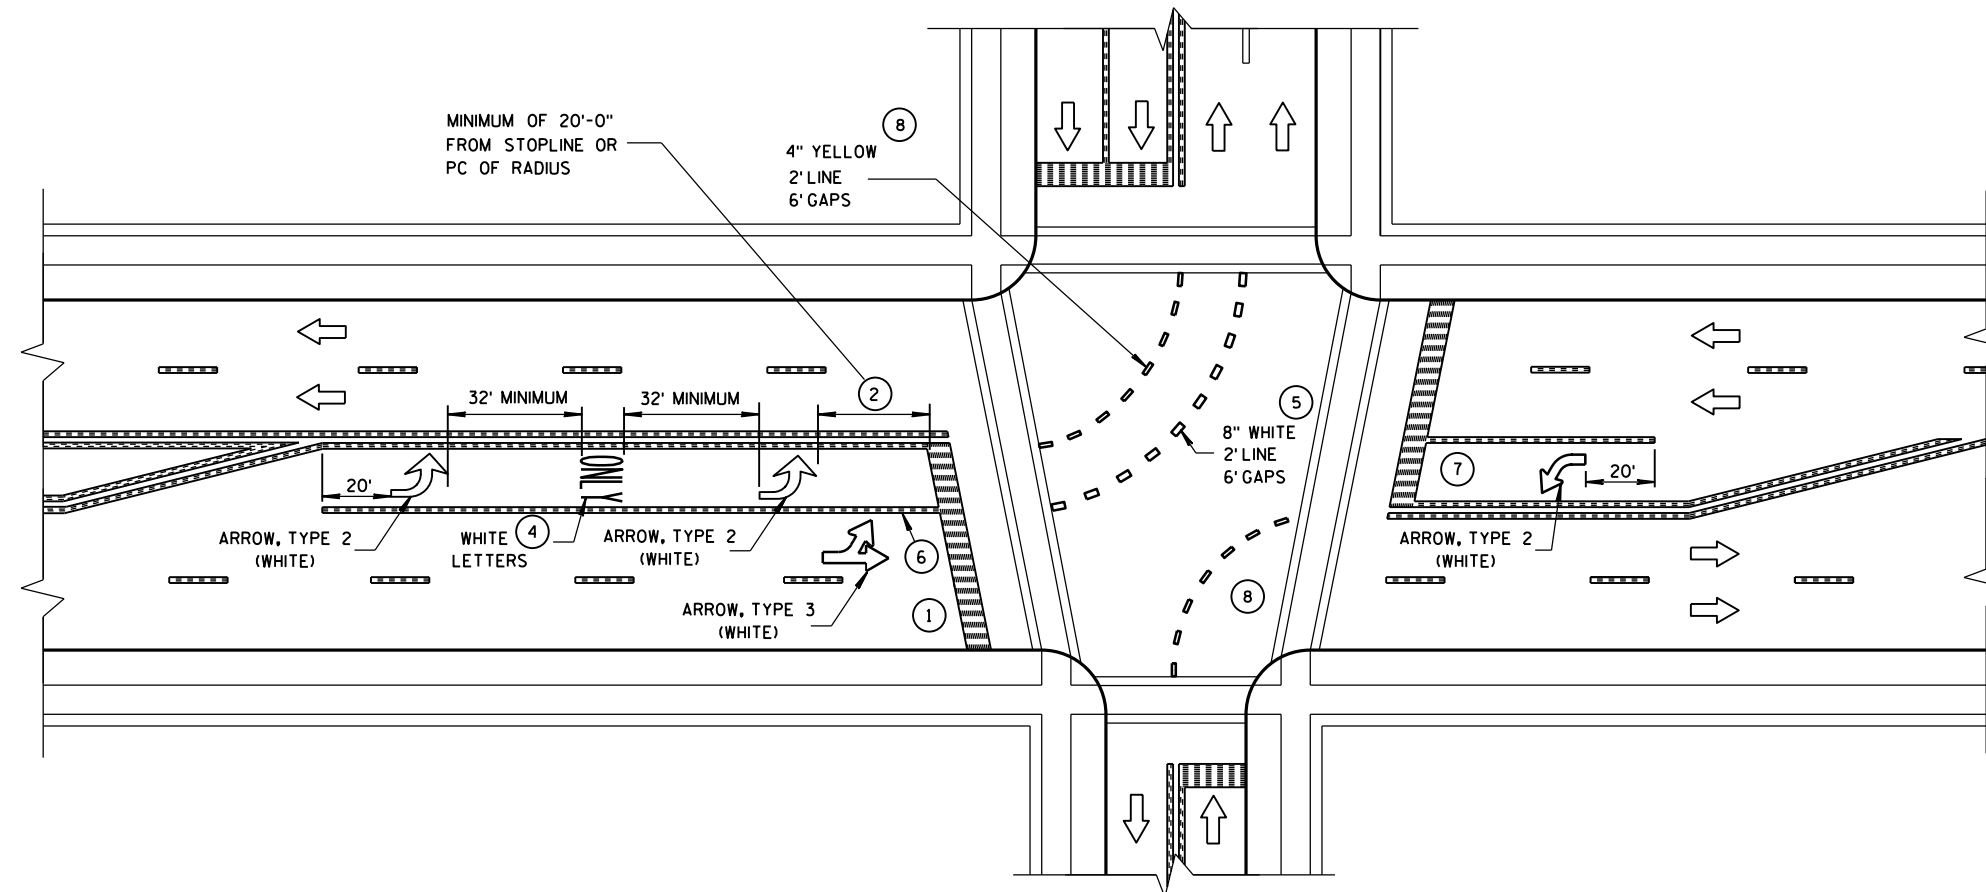 MINIMUM OF 20'-0"
FROM STOPLINE OR
PC OF RADIUS
8
4" YELLOW
2' LINE
6' GAPS
32' MINIMUM
32' MINIMUM
2
5
8" WHITE
2' LINE
6' GAPS
20'
ONLY
7
20'
ARROW, TYPE 2
(WHITE)
WHITE
LETTERS
4
ARROW, TYPE 2
(WHITE)
6
ARROW, TYPE 2
(WHITE)
ARROW, TYPE 3
(WHITE)
1
8